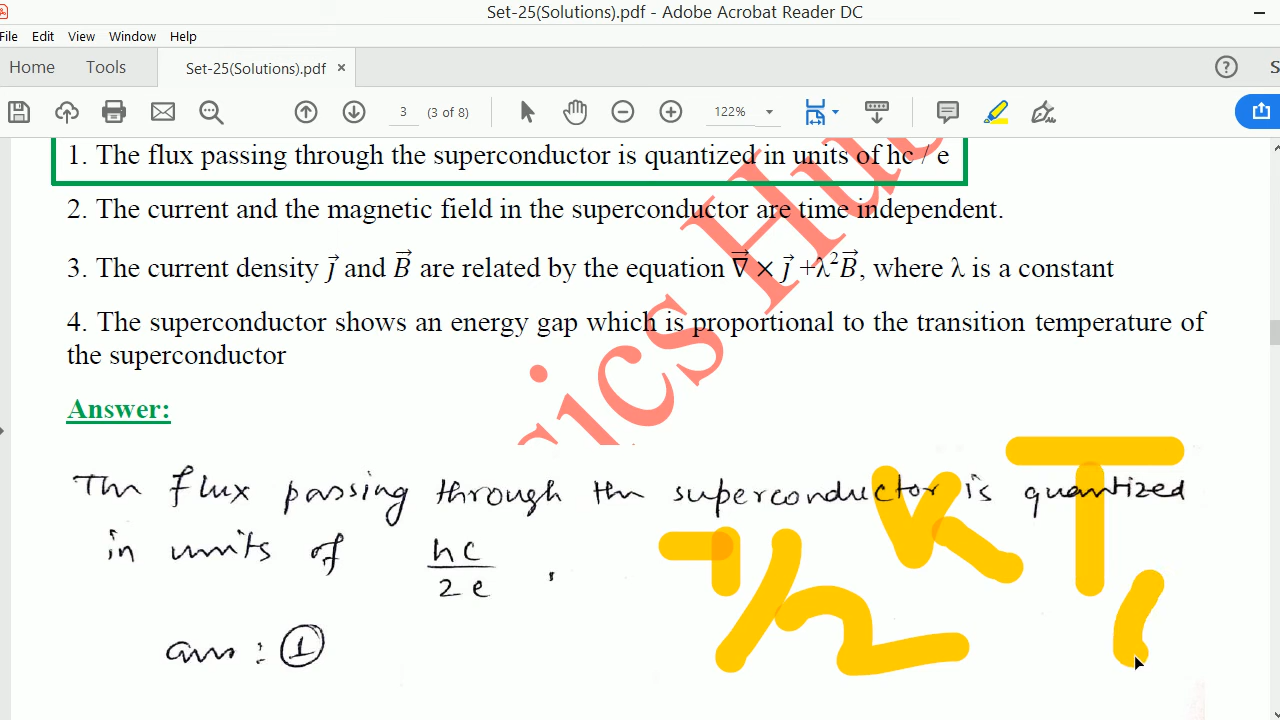 Set-25(Solutions).pdf - Adobe Acrobat Reader DC
File Edit View Window Help
Home Tools Set-25(Solutions).pdf × ?
3 (3 of 8) 122%
1. The flux passing through the superconductor is quantized in units of hc / e
2. The current and the magnetic field in the superconductor are time independent.
3. The current density j⃗ and B⃗ are related by the equation ∇⃗ × j⃗ +λ²B⃗, where λ is a constant
4. The superconductor shows an energy gap which is proportional to the transition temperature of
the superconductor
Answer:
The flux passing through the superconductor is quantized
in units of hc/2e .
ans : ①
1/2 KT